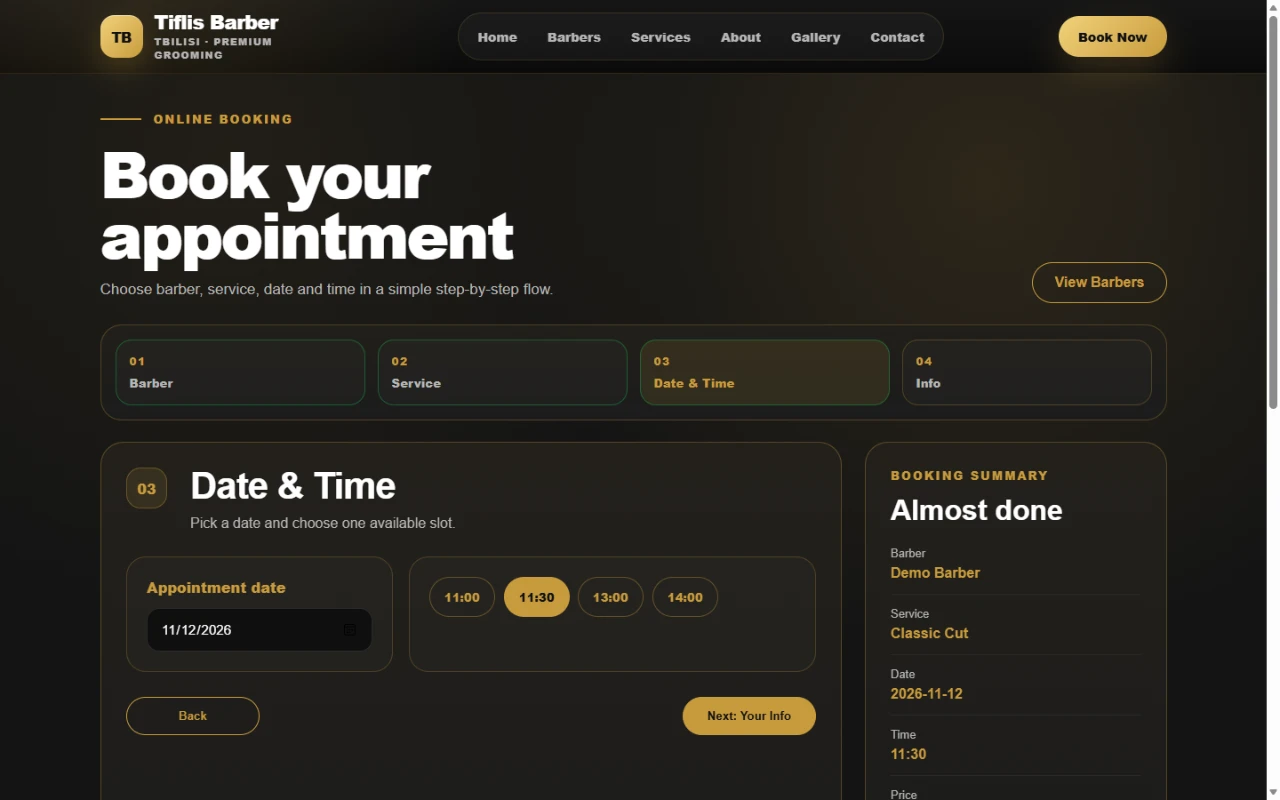 TB
Tiflis Barber
TBILISI · PREMIUM
GROOMING
Home
Barbers
Services
About
Gallery
Contact
Book Now
ONLINE BOOKING
Book your
appointment
Choose barber, service, date and time in a simple step-by-step flow.
View Barbers
01
Barber
02
Service
03
Date & Time
04
Info
03
Date & Time
Pick a date and choose one available slot.
Appointment date
11/12/2026
11:00
11:30
13:00
14:00
Back
Next: Your Info
BOOKING SUMMARY
Almost done
Barber
Demo Barber
Service
Classic Cut
Date
2026-11-12
Time
11:30
Price